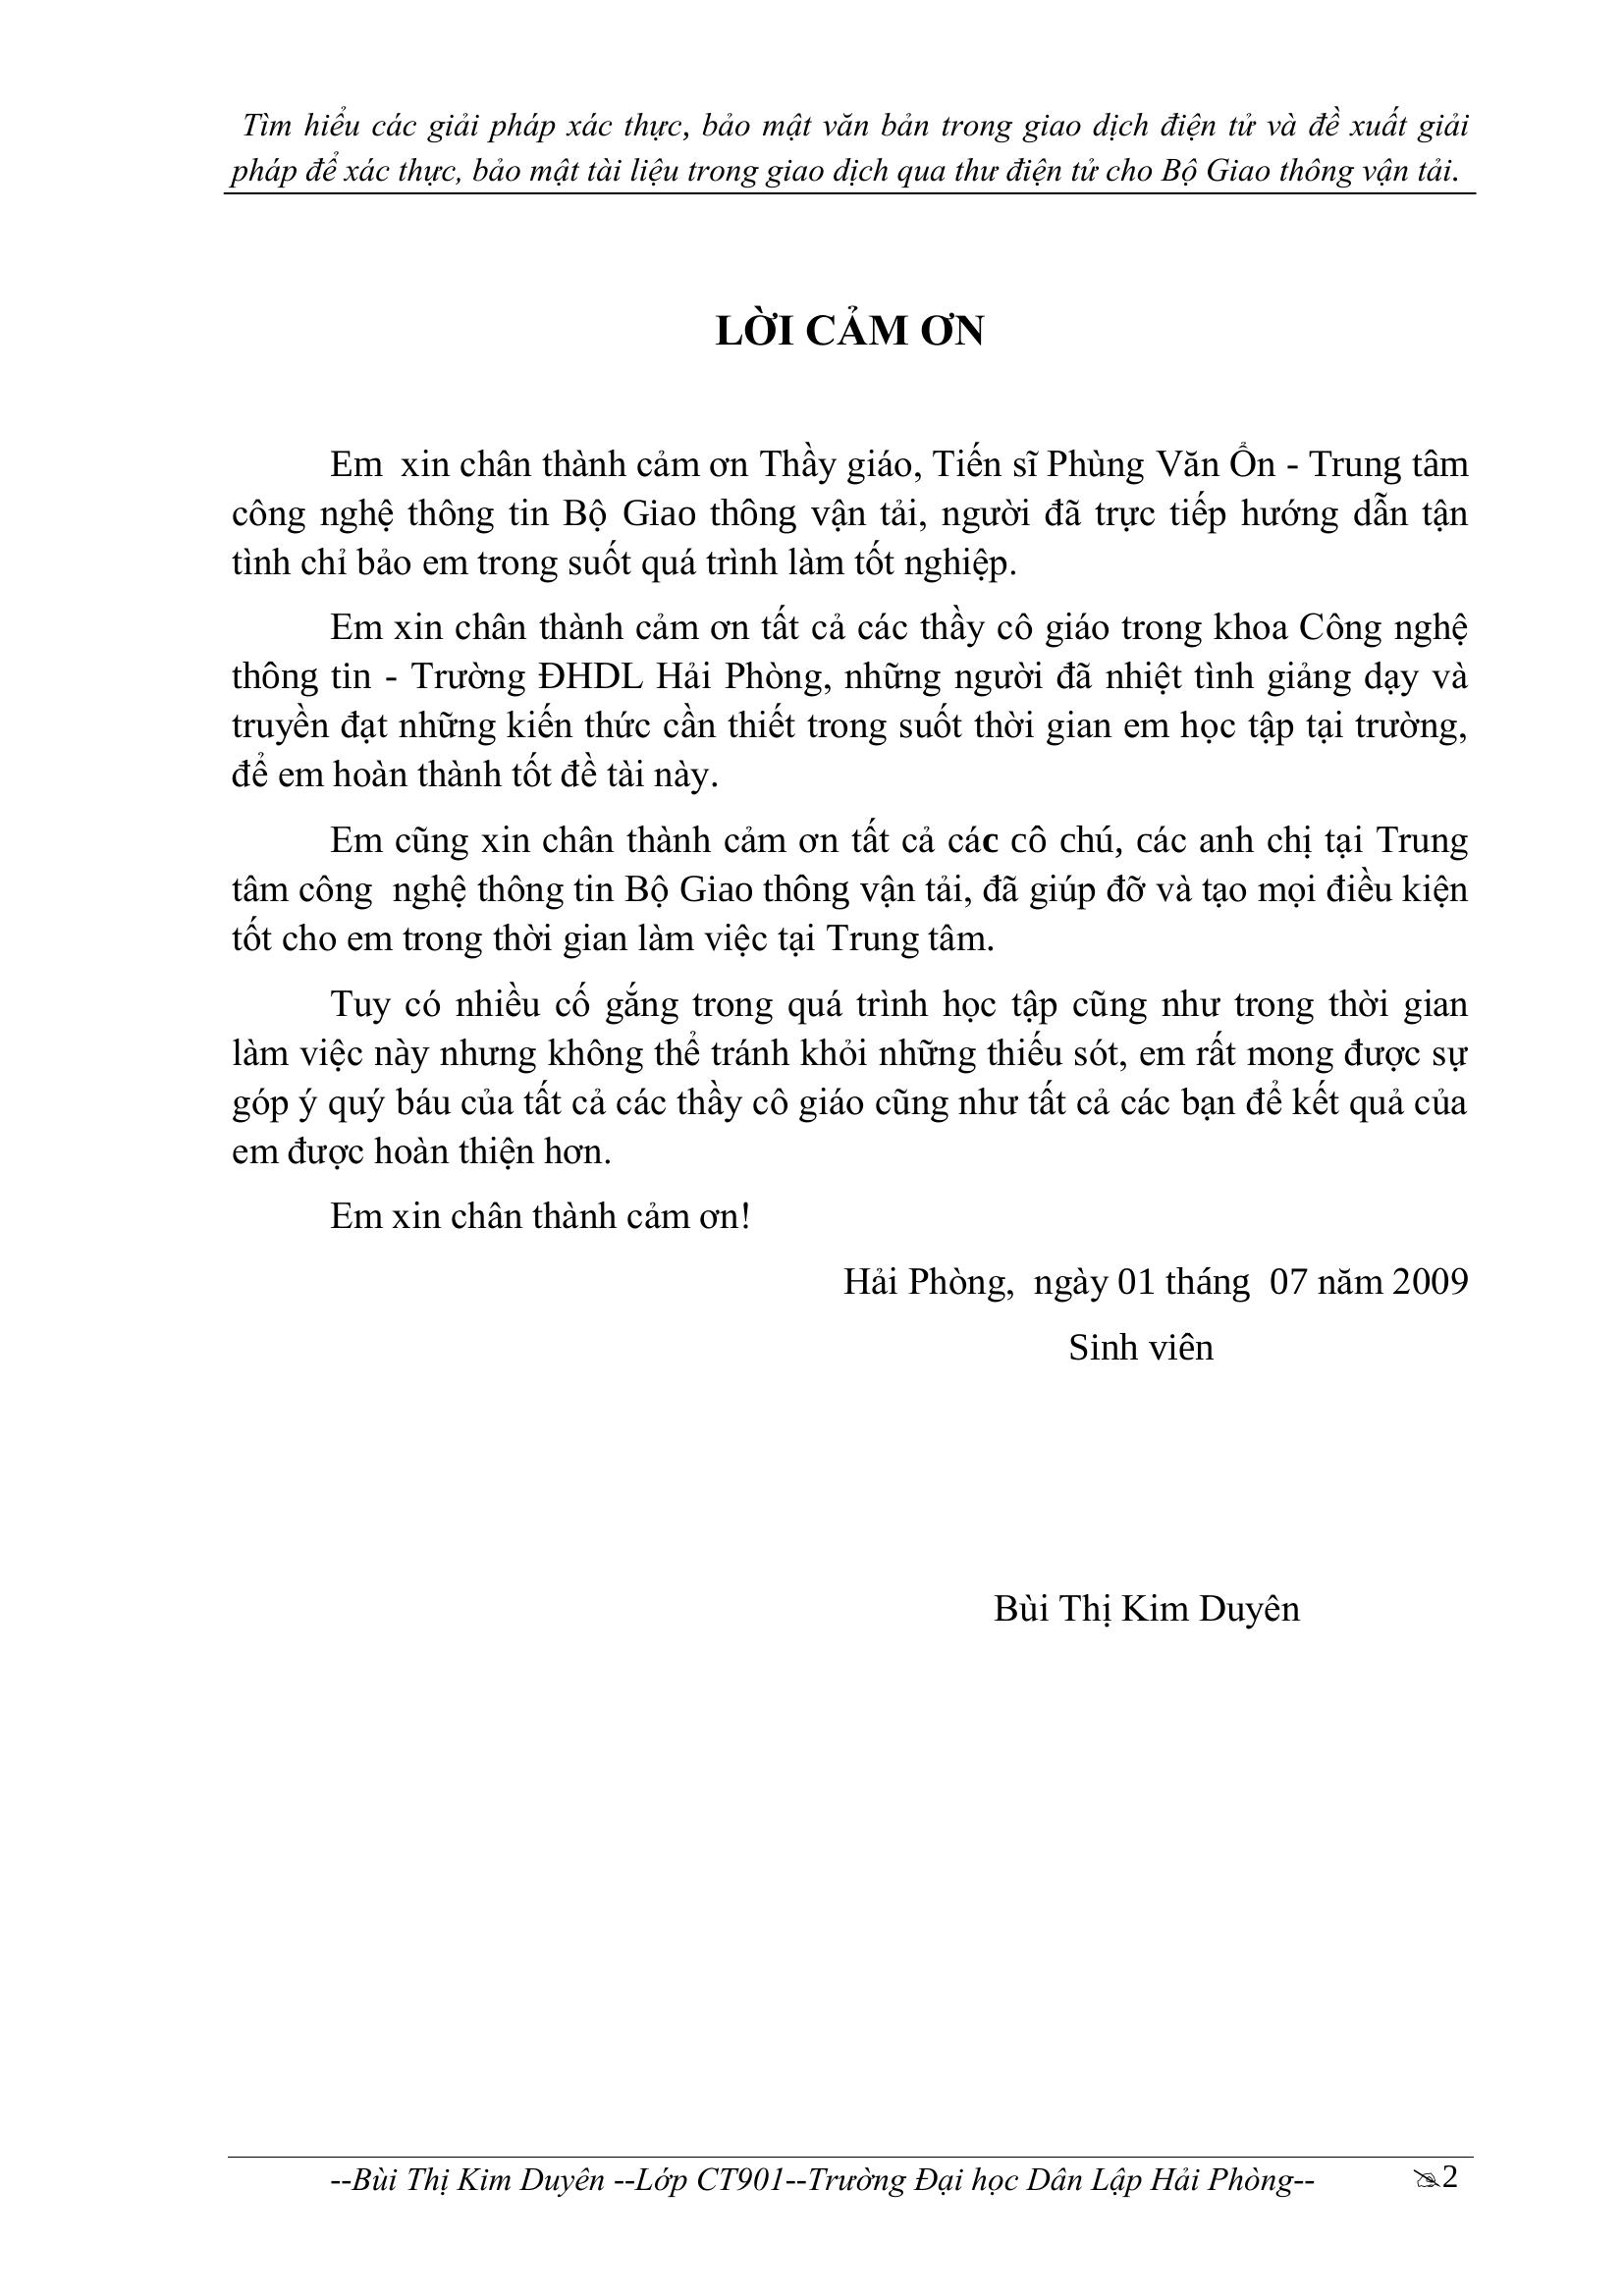 Tìm hiểu các giải pháp xác thực, bảo mật văn bản trong giao dịch điện tử và đề xuất giải
pháp để xác thực, bảo mật tài liệu trong giao dịch qua thư điện tử cho Bộ Giao thông vận tải.
LỜI CẢM ƠN
Em xin chân thành cảm ơn Thầy giáo, Tiến sĩ Phùng Văn Ổn - Trung tâm
công nghệ thông tin Bộ Giao thông vận tải, người đã trực tiếp hướng dẫn tận
tình chỉ bảo em trong suốt quá trình làm tốt nghiệp.
Em xin chân thành cảm ơn tất cả các thầy cô giáo trong khoa Công nghệ
thông tin - Trường ĐHDL Hải Phòng, những người đã nhiệt tình giảng dạy và
truyền đạt những kiến thức cần thiết trong suốt thời gian em học tập tại trường,
để em hoàn thành tốt đề tài này.
Em cũng xin chân thành cảm ơn tất cả các cô chú, các anh chị tại Trung
tâm công nghệ thông tin Bộ Giao thông vận tải, đã giúp đỡ và tạo mọi điều kiện
tốt cho em trong thời gian làm việc tại Trung tâm.
Tuy có nhiều cố gắng trong quá trình học tập cũng như trong thời gian
làm việc này nhưng không thể tránh khỏi những thiếu sót, em rất mong được sự
góp ý quý báu của tất cả các thầy cô giáo cũng như tất cả các bạn để kết quả của
em được hoàn thiện hơn.
Em xin chân thành cảm ơn!
Hải Phòng, ngày 01 tháng 07 năm 2009
Sinh viên
Bùi Thị Kim Duyên
--Bùi Thị Kim Duyên --Lớp CT901--Trường Đại học Dân Lập Hải Phòng-- 2